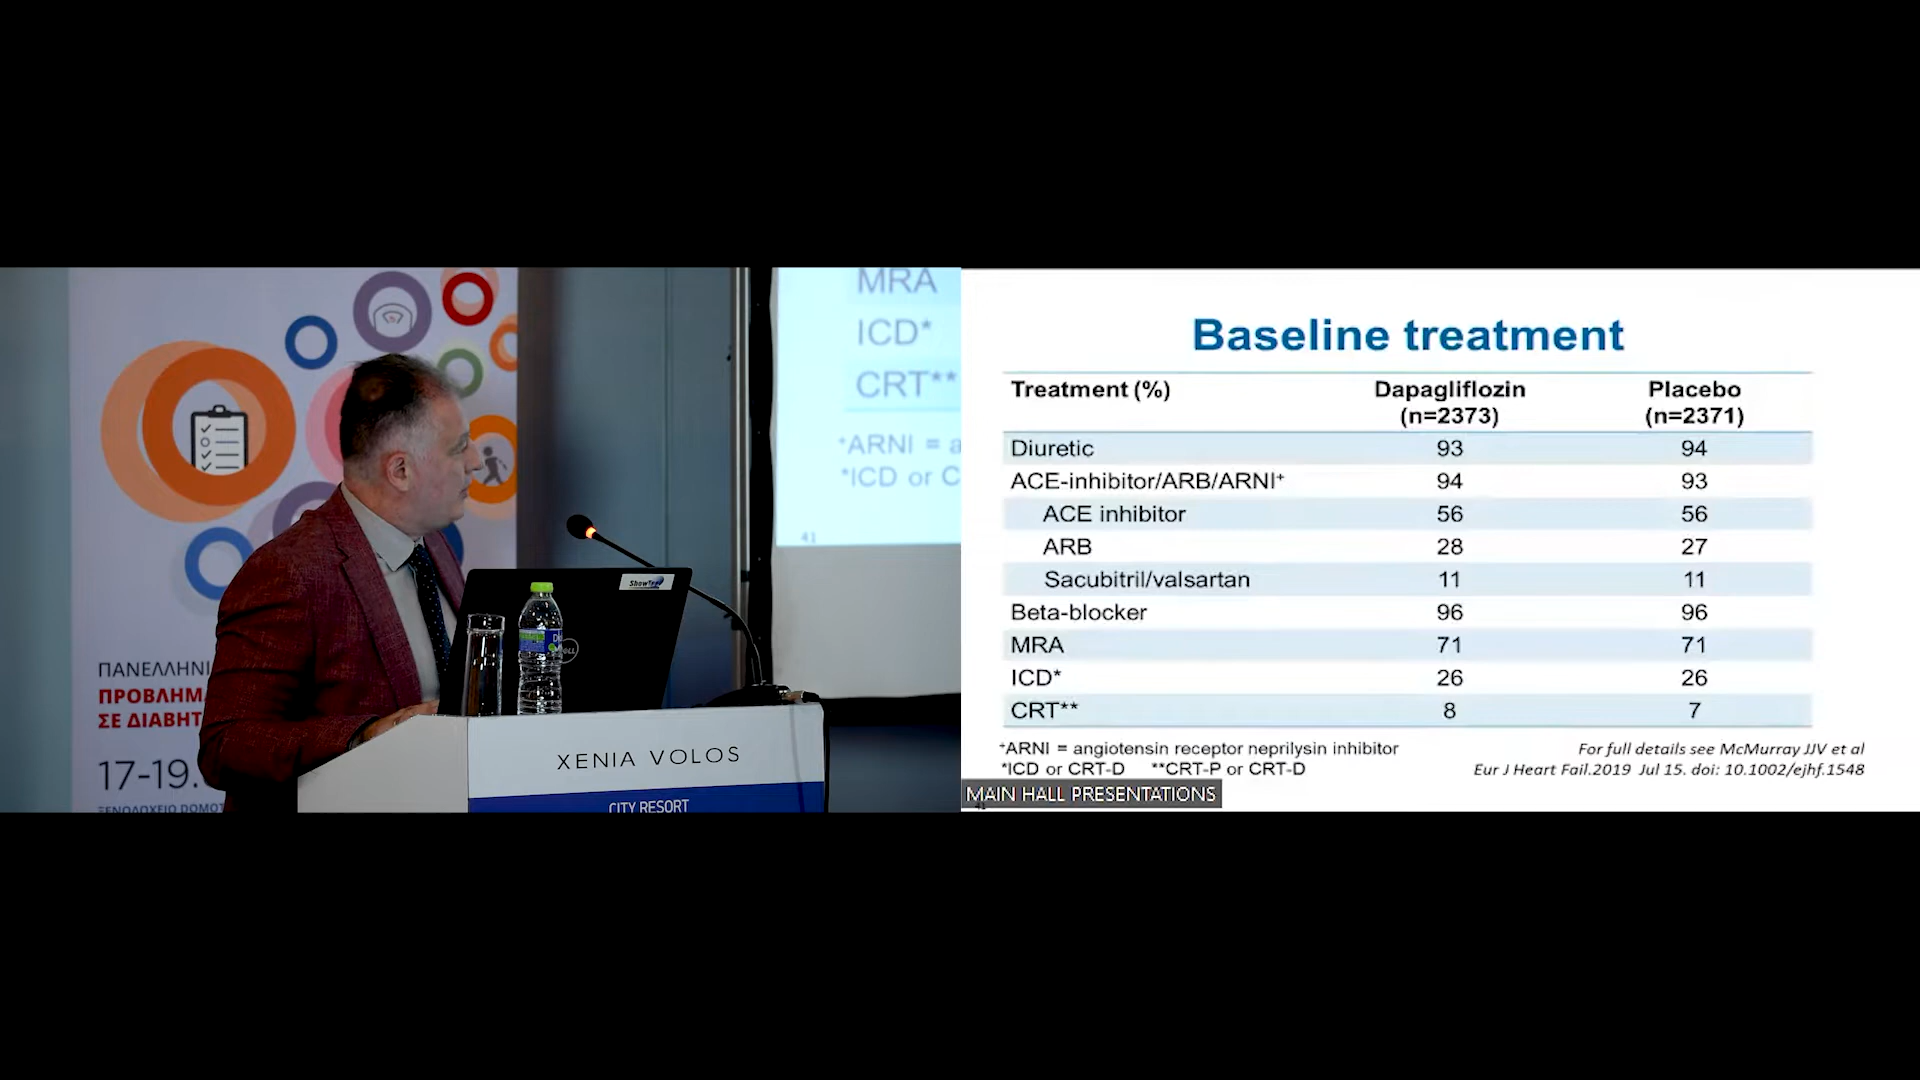 MRA
ICD*
CRT**
*ARNI = a
*ICD or C
41
ShowTec
ΠΑΝΕΛΛΗΝΙ
ΠΡΟΒΛΗΜΑ
ΣΕ ΔΙΑΒΗΤ
17-19.
ΞΕΝΟΔΟΧΕΙΟ DOMOT
XENIA VOLOS
CITY RESORT
Baseline treatment
Treatment (%) Dapagliflozin (n=2373) Placebo (n=2371)
Diuretic 93 94
ACE-inhibitor/ARB/ARNI⁺ 94 93
ACE inhibitor 56 56
ARB 28 27
Sacubitril/valsartan 11 11
Beta-blocker 96 96
MRA 71 71
ICD* 26 26
CRT** 8 7
⁺ARNI = angiotensin receptor neprilysin inhibitor
*ICD or CRT-D **CRT-P or CRT-D
For full details see McMurray JJV et al
Eur J Heart Fail.2019 Jul 15. doi: 10.1002/ejhf.1548
MAIN HALL PRESENTATIONS